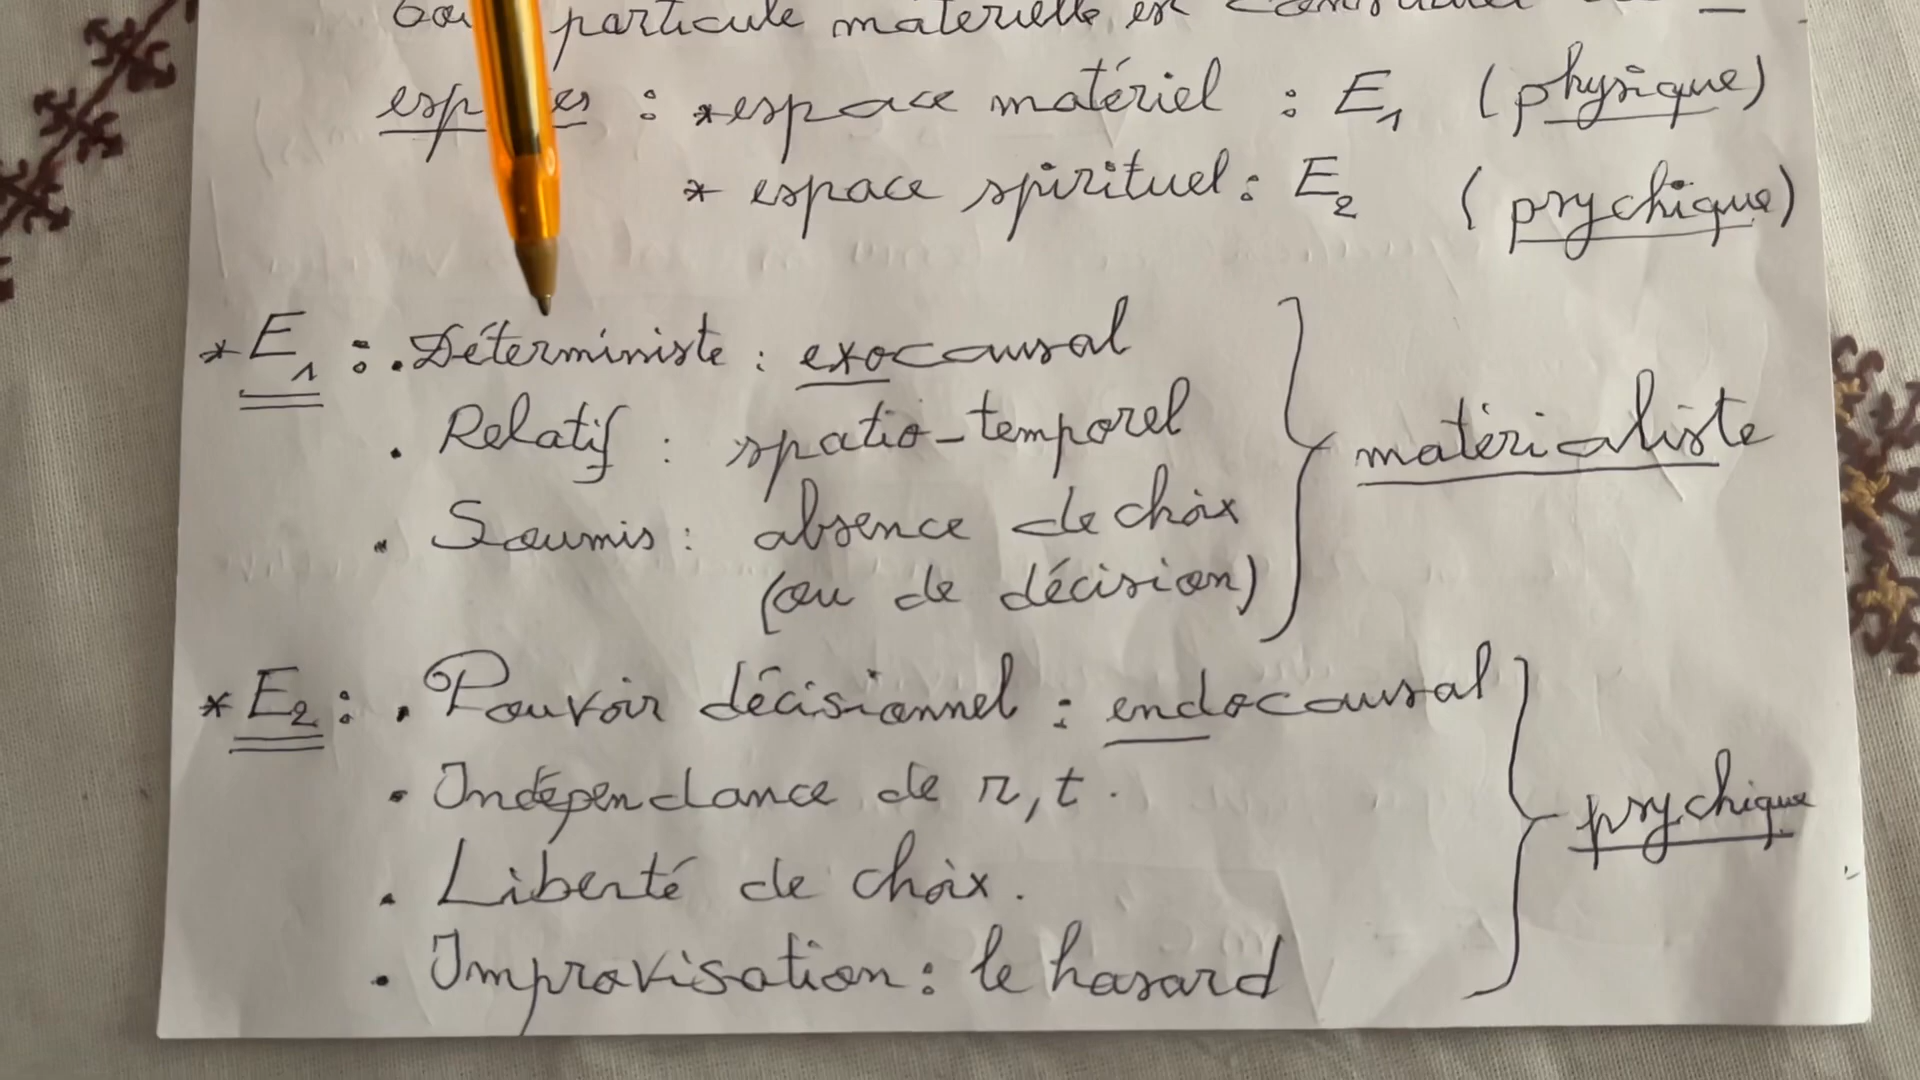 particule matérielle est
espaces : * espace matériel : E1 (physique)
* espace spirituel : E2 (psychique)
* E1 : . Déterministe : exocausal
. Relatif : spatio-temporel
. Soumis : absence de choix
(ou de décision)
matérialiste
* E2 : . Pouvoir décisionnel : endocausal
. Indépendance de r, t .
. Liberté de choix .
. Improvisation : le hasard
psychique